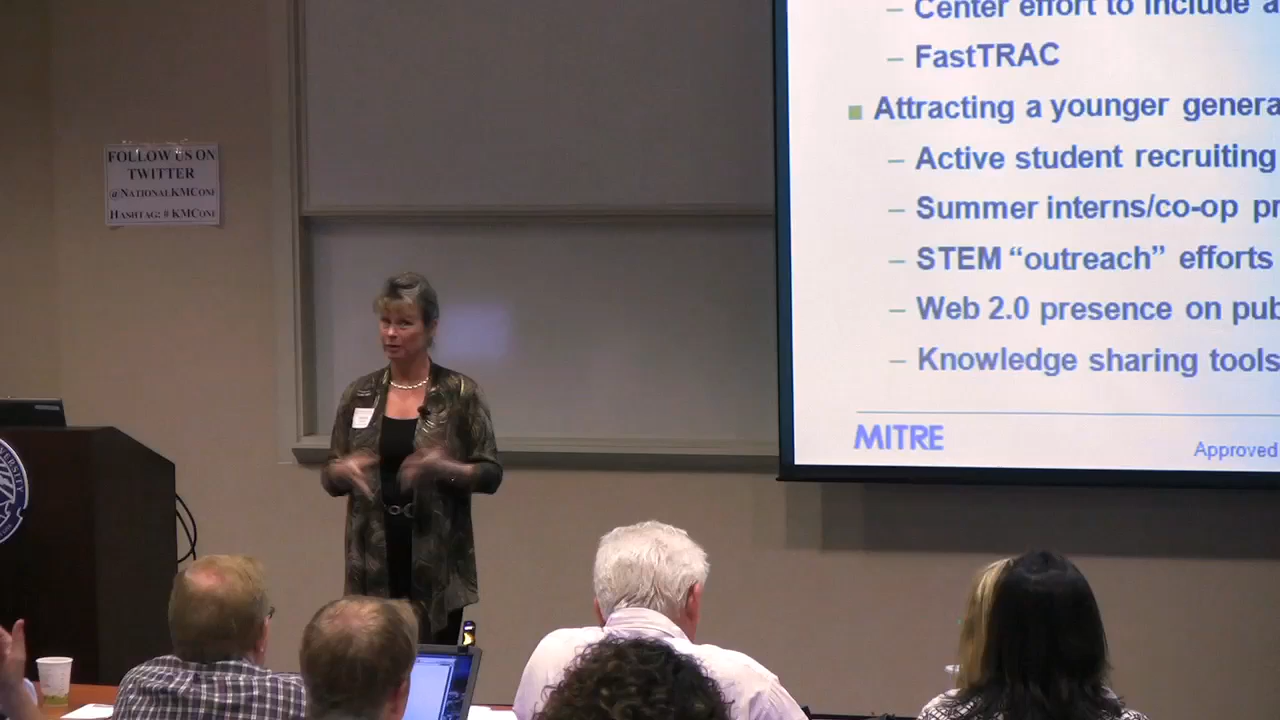 FOLLOW US ON
TWITTER
@NATIONALKMCONF
HASHTAG: #KMCONF
– Center effort to include a
– FastTRAC
■ Attracting a younger genera
– Active student recruiting
– Summer interns/co-op pr
– STEM “outreach” efforts
– Web 2.0 presence on pub
– Knowledge sharing tools
MITRE
Approved